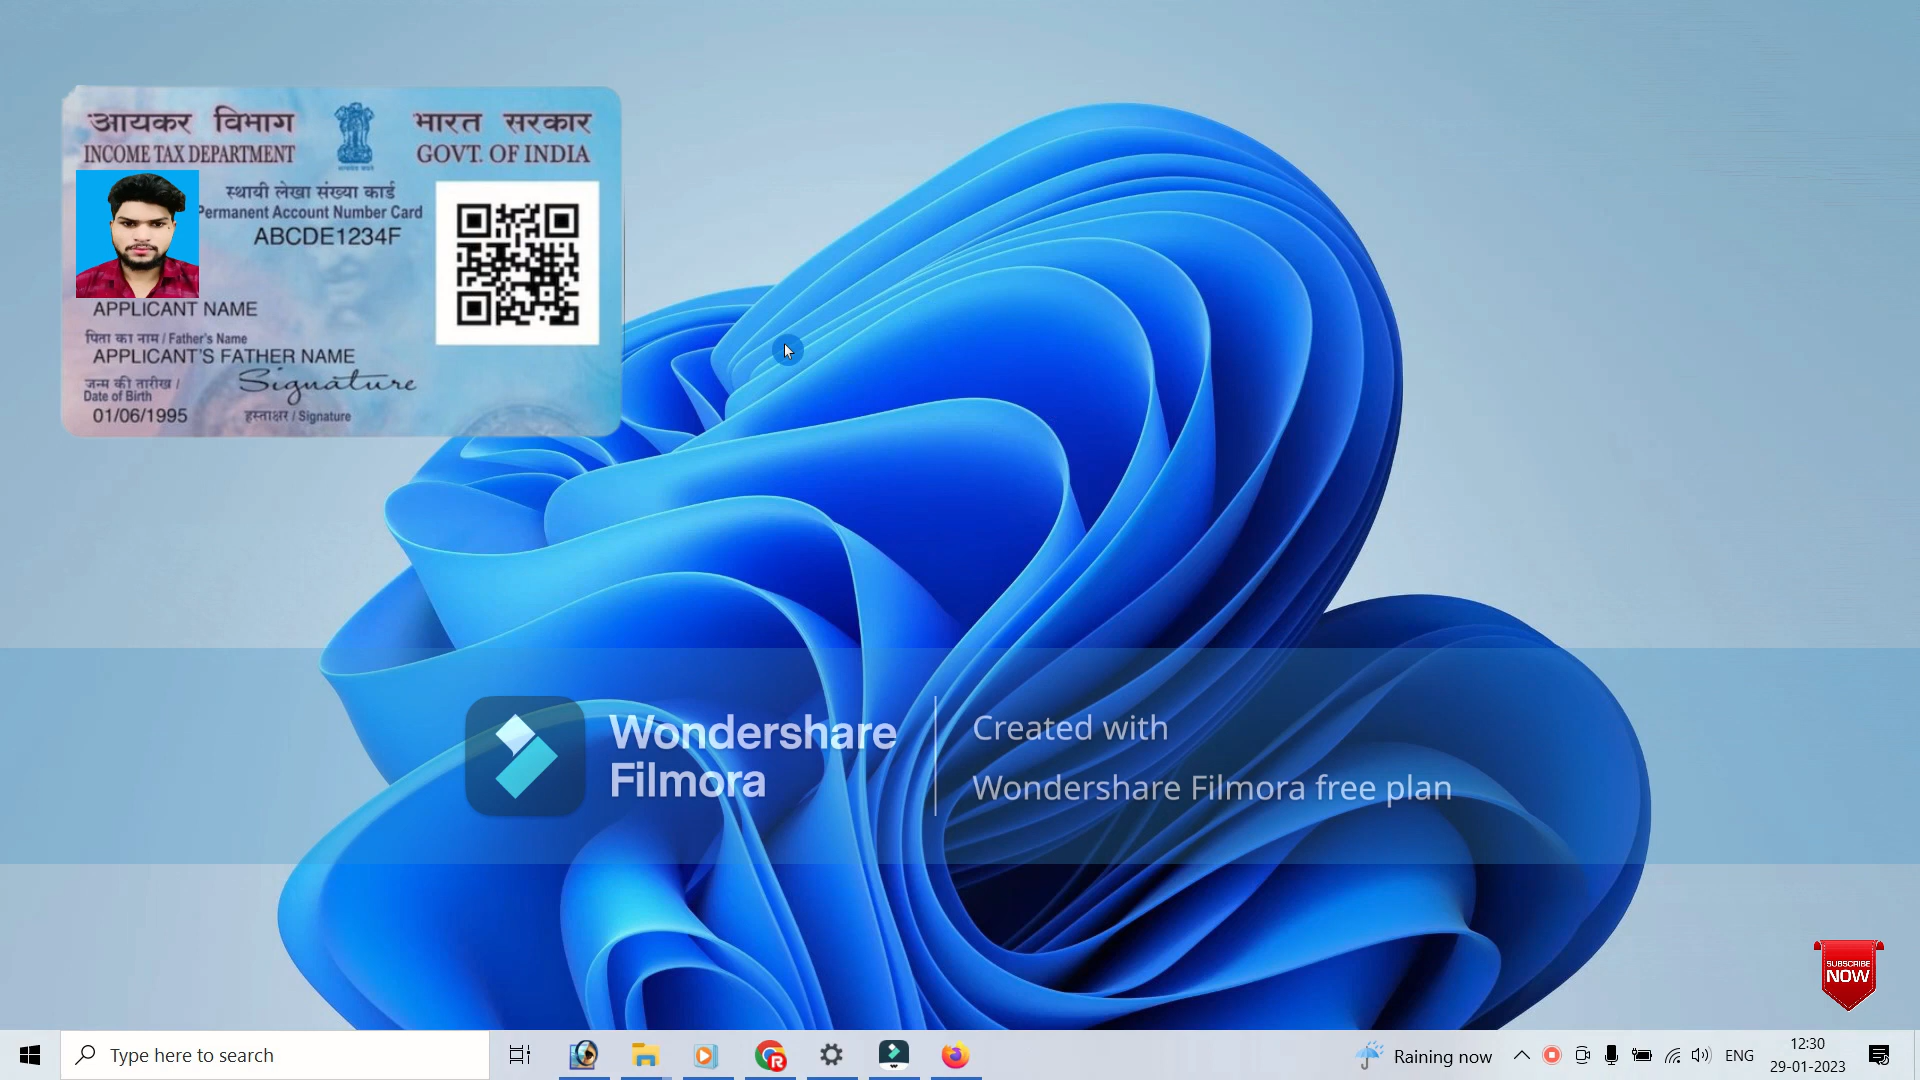 आयकर विभाग
INCOME TAX DEPARTMENT
भारत सरकार
GOVT. OF INDIA
स्थायी लेखा संख्या कार्ड
Permanent Account Number Card
ABCDE1234F
APPLICANT NAME
पिता का नाम / Father's Name
APPLICANT'S FATHER NAME
जन्म की तारीख /
Date of Birth
01/06/1995
Signature
हस्ताक्षर / Signature
Wondershare
Filmora
Created with
Wondershare Filmora free plan
SUBSCRIBE
NOW
Type here to search
Raining now
ENG
12:30
29-01-2023